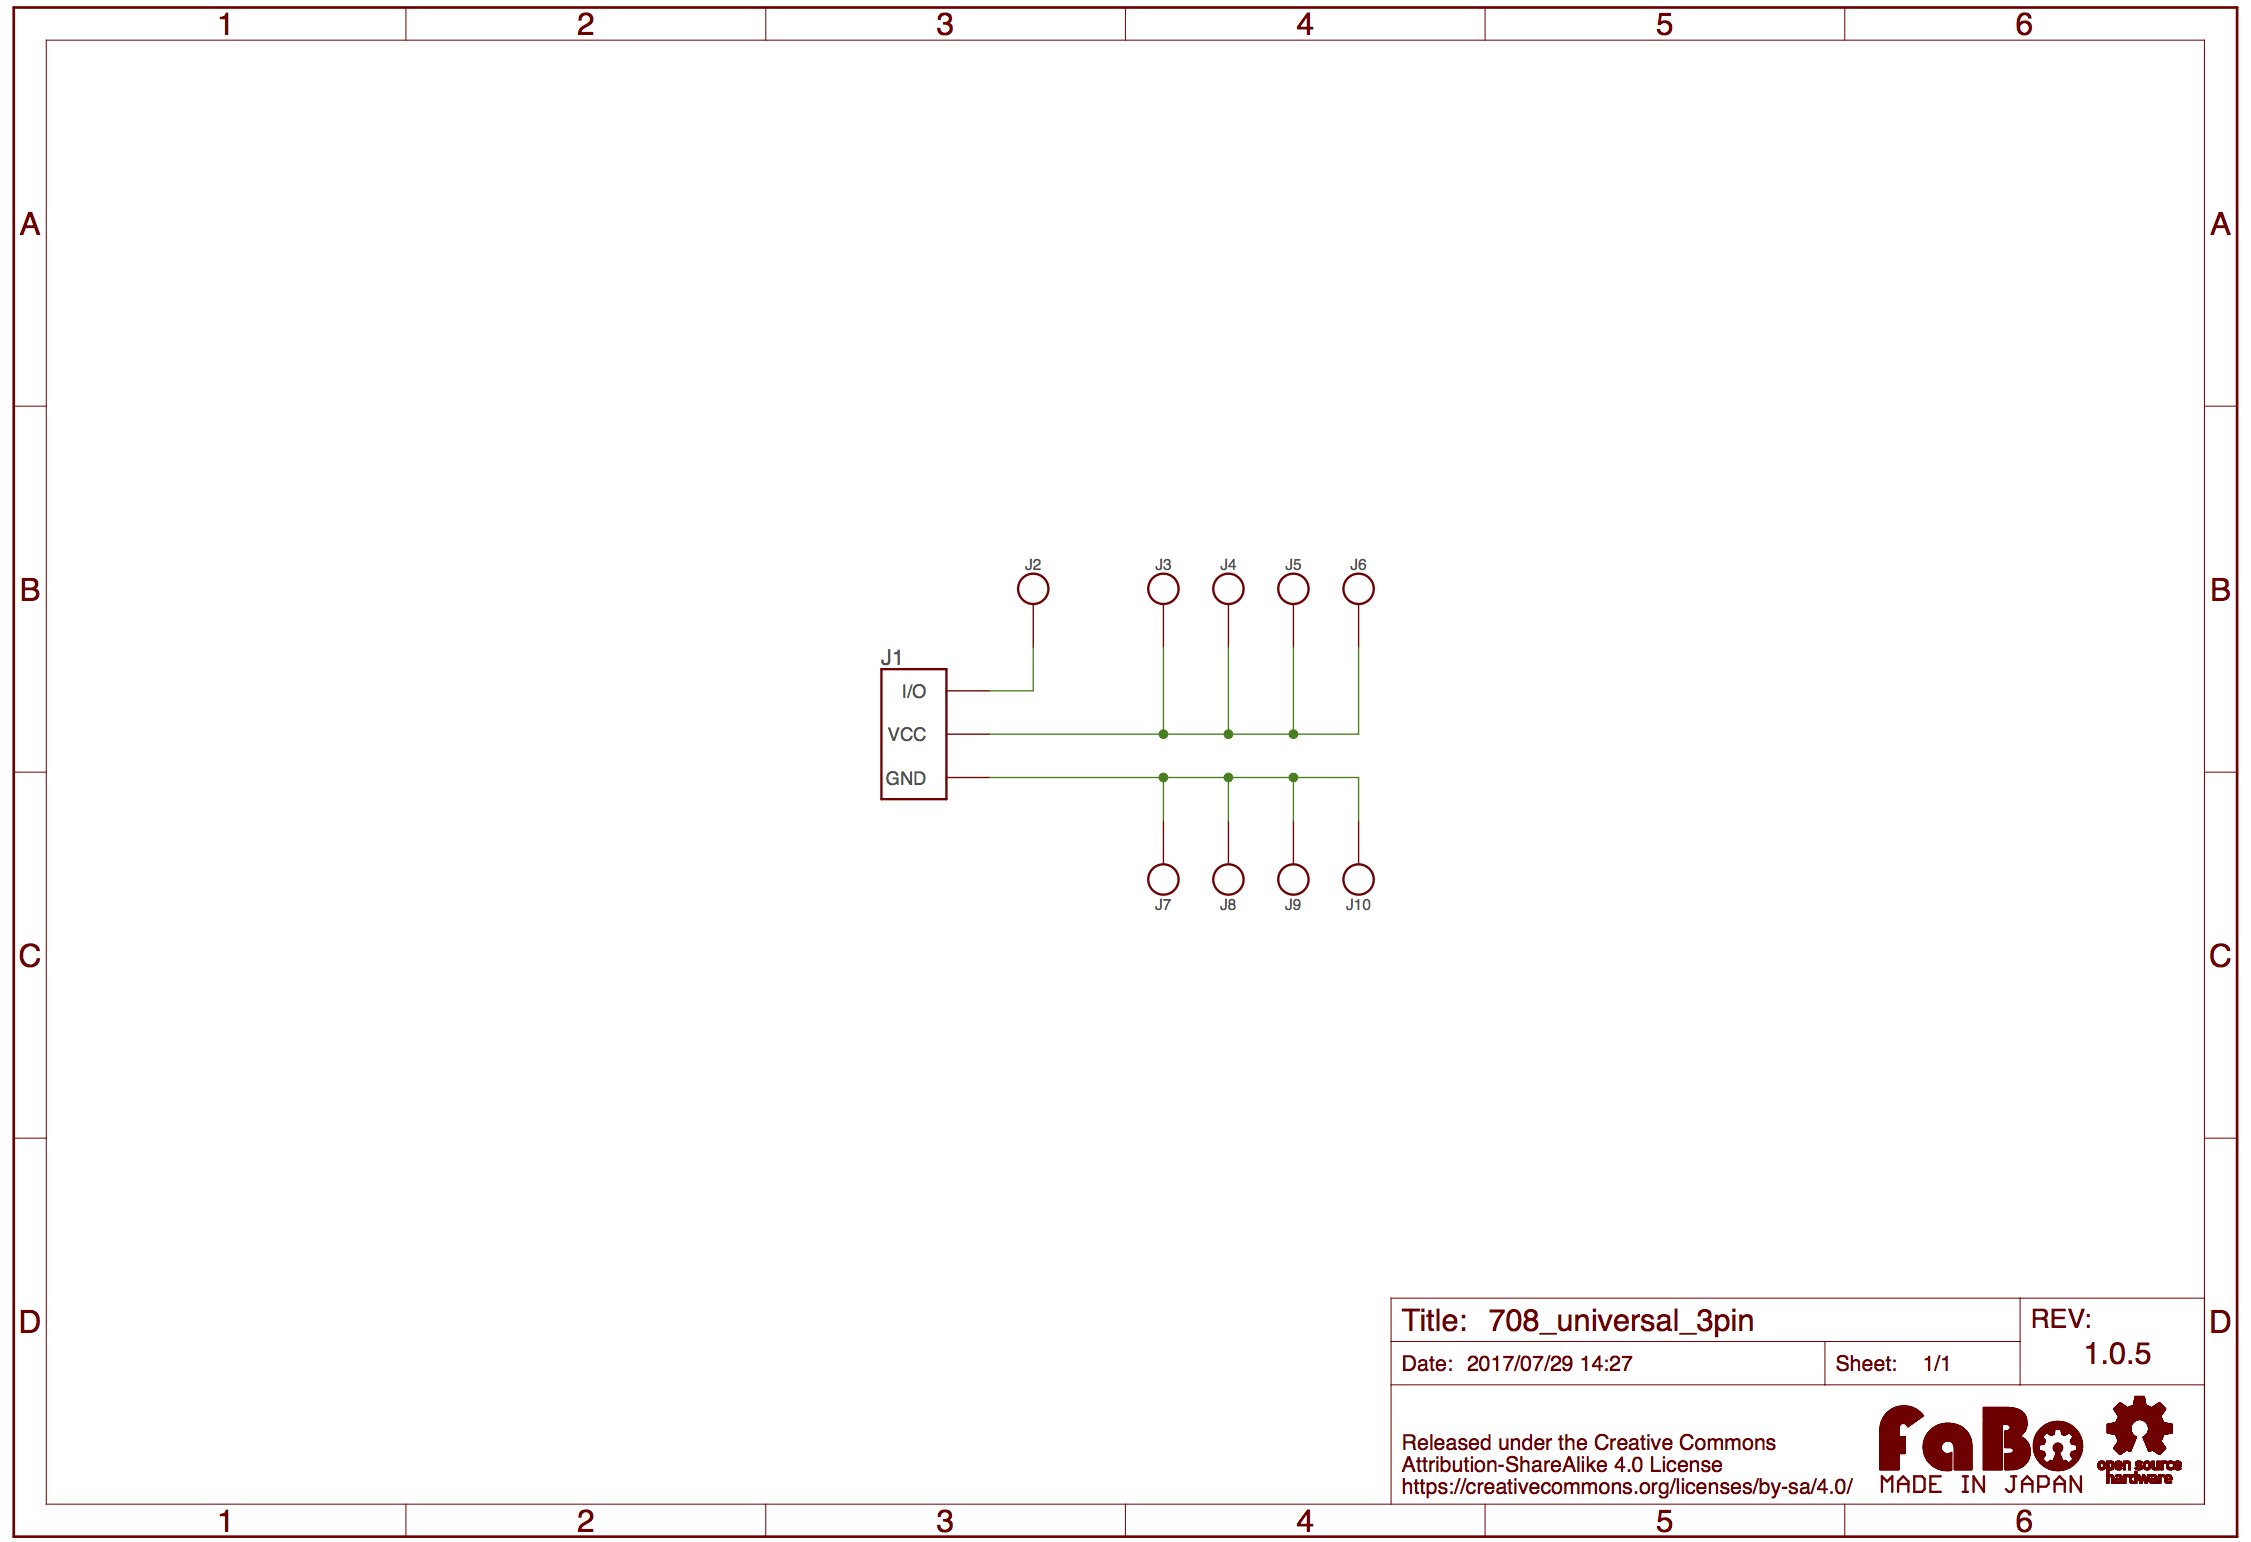 1 2 3 4 5 6
A A
J2 J3 J4 J5 J6
B B
J1
I/O
VCC
GND
J7 J8 J9 J10
C C
Title: 708_universal_3pin
REV:
D D
1.0.5
Date: 2017/07/29 14:27 Sheet: 1/1
FaBo
Released under the Creative Commons
Attribution-ShareAlike 4.0 License
https://creativecommons.org/licenses/by-sa/4.0/
MADE IN JAPAN
open source
hardware
1 2 3 4 5 6